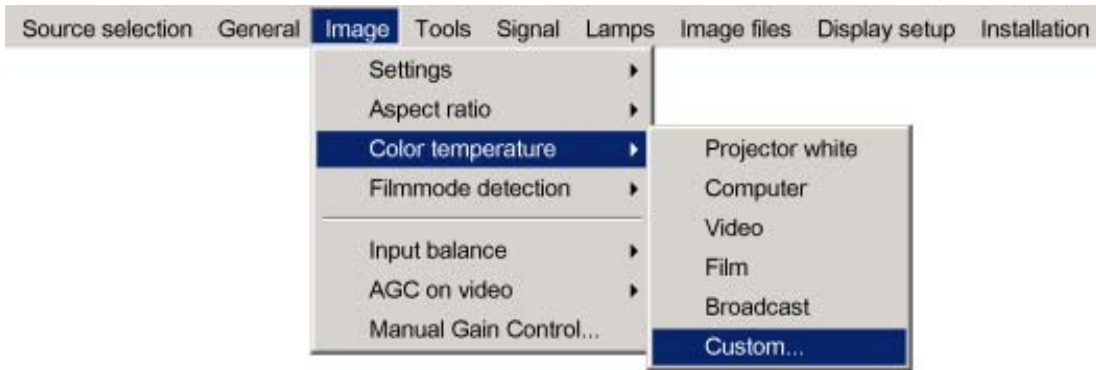 Source selection General Image Tools Signal Lamps Image files Display setup Installation
Settings
Aspect ratio
Color temperature
Filmmode detection
Input balance
AGC on video
Manual Gain Control...
Projector white
Computer
Video
Film
Broadcast
Custom...